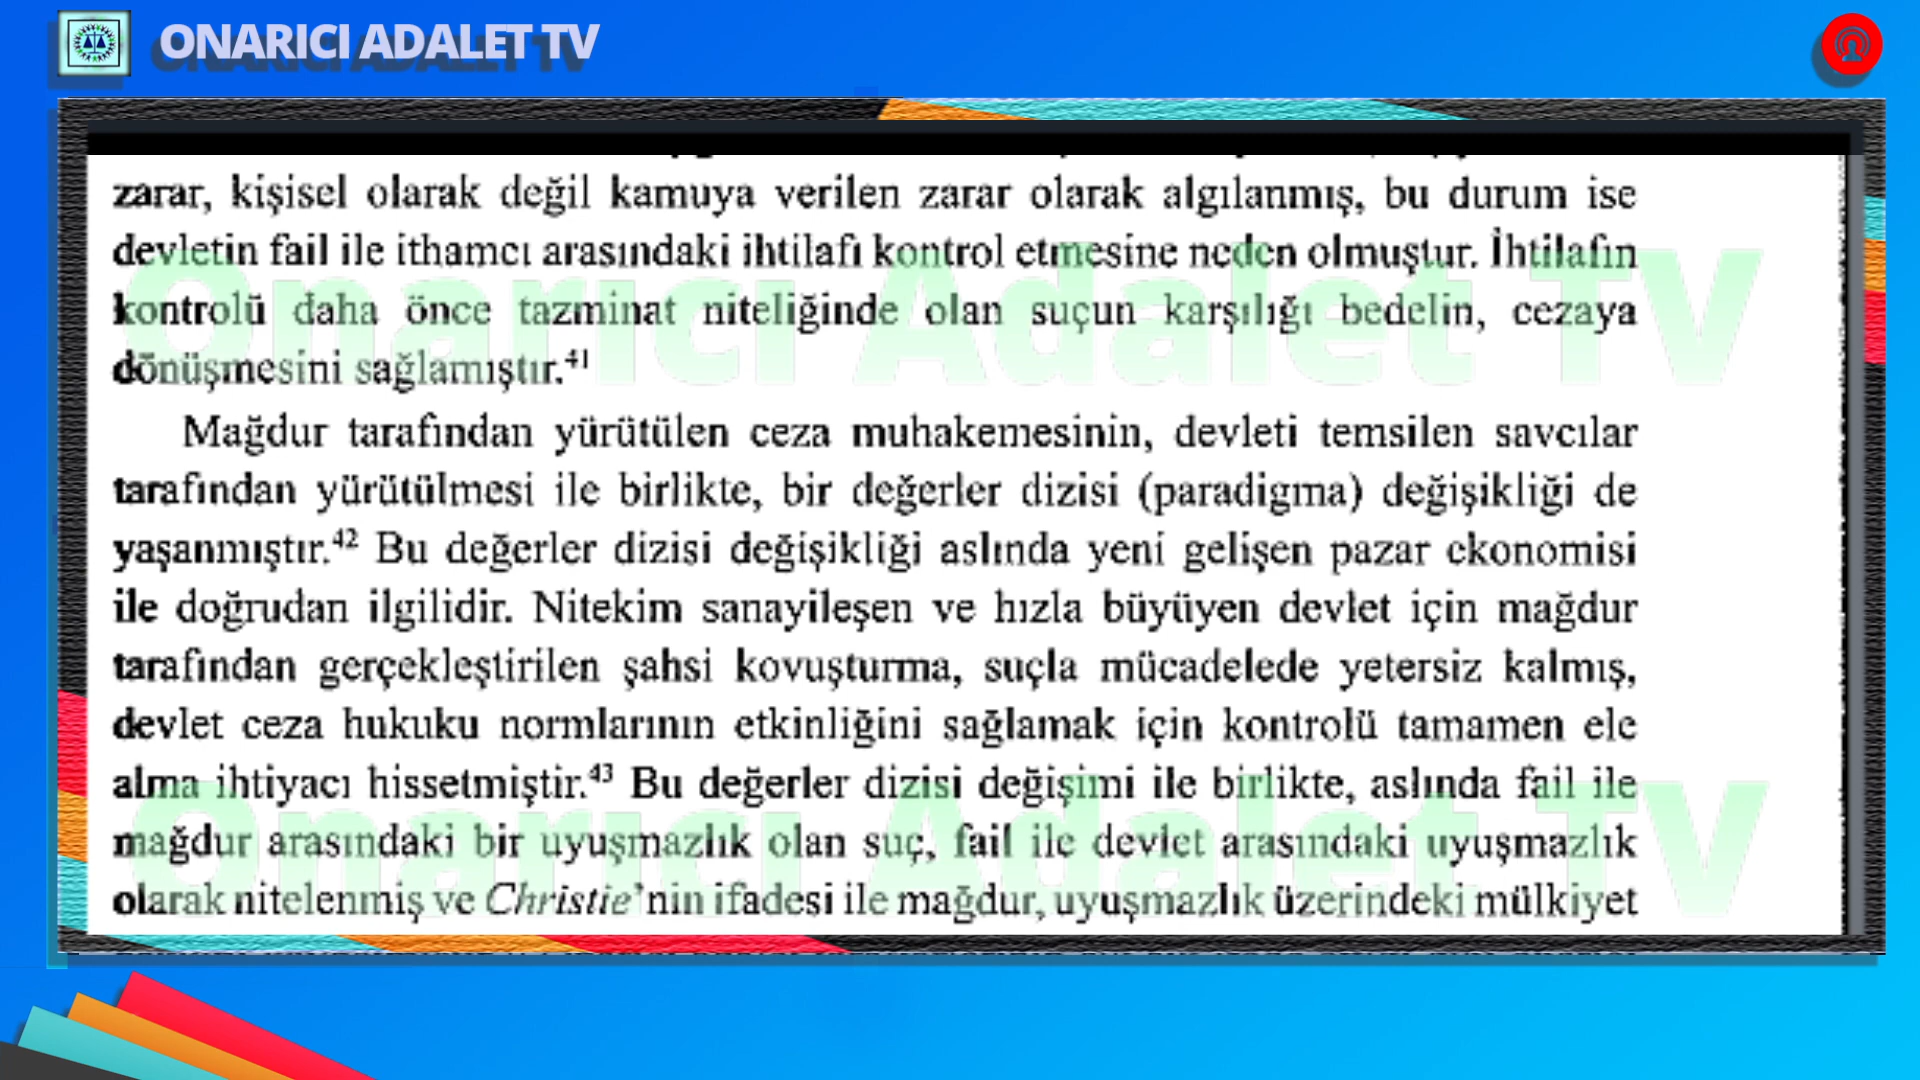 ONARICI ADALET TV
zarar, kişisel olarak değil kamuya verilen zarar olarak algılanmış, bu durum ise
devletin fail ile ithamcı arasındaki ihtilafı kontrol etmesine neden olmuştur. İhtilafın
kontrolü daha önce tazminat niteliğinde olan suçun karşılığı bedelin, cezaya
dönüşmesini sağlamıştır.41
Mağdur tarafından yürütülen ceza muhakemesinin, devleti temsilen savcılar
tarafından yürütülmesi ile birlikte, bir değerler dizisi (paradigma) değişikliği de
yaşanmıştır.42 Bu değerler dizisi değişikliği aslında yeni gelişen pazar ekonomisi
ile doğrudan ilgilidir. Nitekim sanayileşen ve hızla büyüyen devlet için mağdur
tarafından gerçekleştirilen şahsi kovuşturma, suçla mücadelede yetersiz kalmış,
devlet ceza hukuku normlarının etkinliğini sağlamak için kontrolü tamamen ele
alma ihtiyacı hissetmiştir.43 Bu değerler dizisi değişimi ile birlikte, aslında fail ile
mağdur arasındaki bir uyuşmazlık olan suç, fail ile devlet arasındaki uyuşmazlık
olarak nitelenmiş ve Christie'nin ifadesi ile mağdur, uyuşmazlık üzerindeki mülkiyet
Onarıcı Adalet TV
Onarıcı Adalet TV